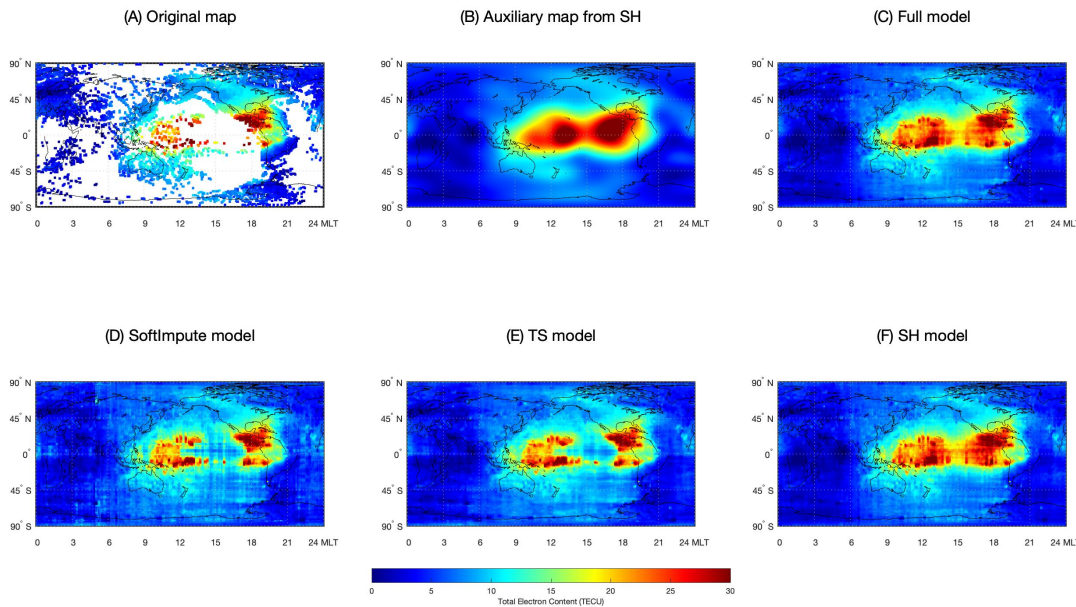 (A) Original map
(B) Auxiliary map from SH
(C) Full model
90° N
45° N
0°
45° S
90° S
0 3 6 9 12 15 18 21 24 MLT
90° N
45° N
0°
45° S
90° S
0 3 6 9 12 15 18 21 24 MLT
90° N
45° N
0°
45° S
90° S
0 3 6 9 12 15 18 21 24 MLT
(D) SoftImpute model
(E) TS model
(F) SH model
90° N
45° N
0°
45° S
90° S
0 3 6 9 12 15 18 21 24 MLT
90° N
45° N
0°
45° S
90° S
0 3 6 9 12 15 18 21 24 MLT
90° N
45° N
0°
45° S
90° S
0 3 6 9 12 15 18 21 24 MLT
0 5 10 15 20 25 30
Total Electron Content (TECU)